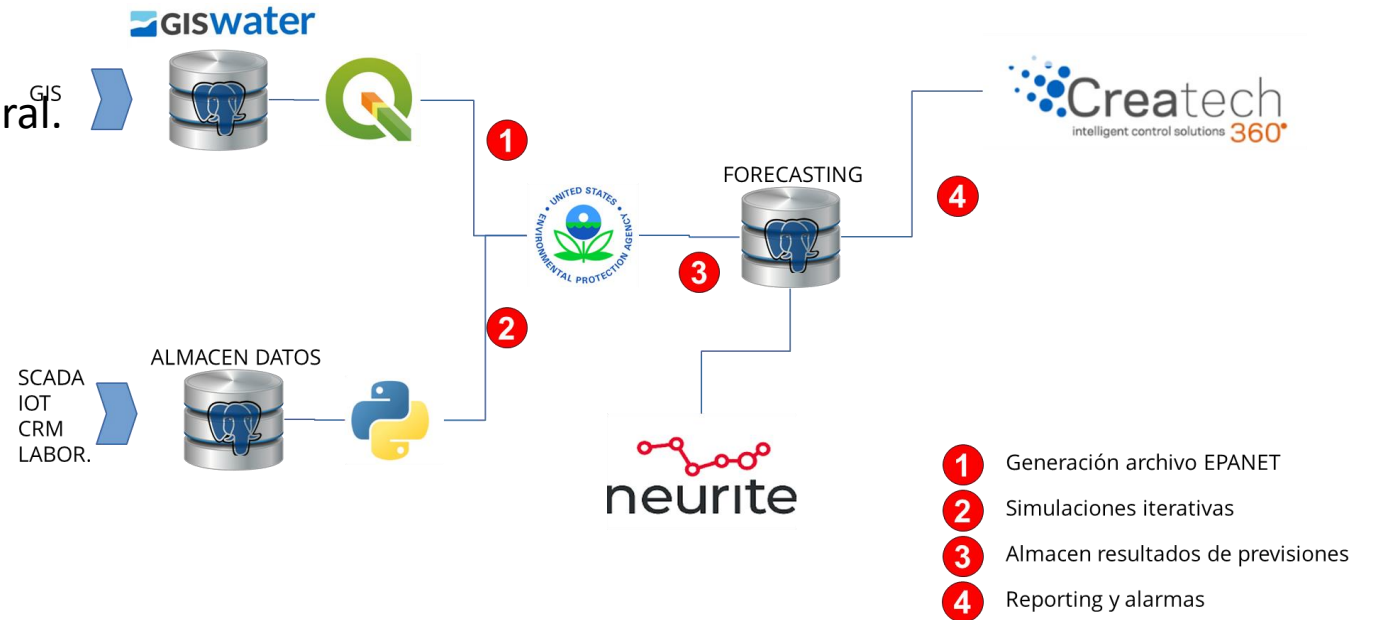 GISwater
GIS
ral.
1
UNITED STATES
ENVIRONMENTAL PROTECTION AGENCY
FORECASTING
Createch
intelligent control solutions 360°
4
3
2
ALMACEN DATOS
SCADA
IOT
CRM
LABOR.
neurite
1 Generación archivo EPANET
2 Simulaciones iterativas
3 Almacen resultados de previsiones
4 Reporting y alarmas